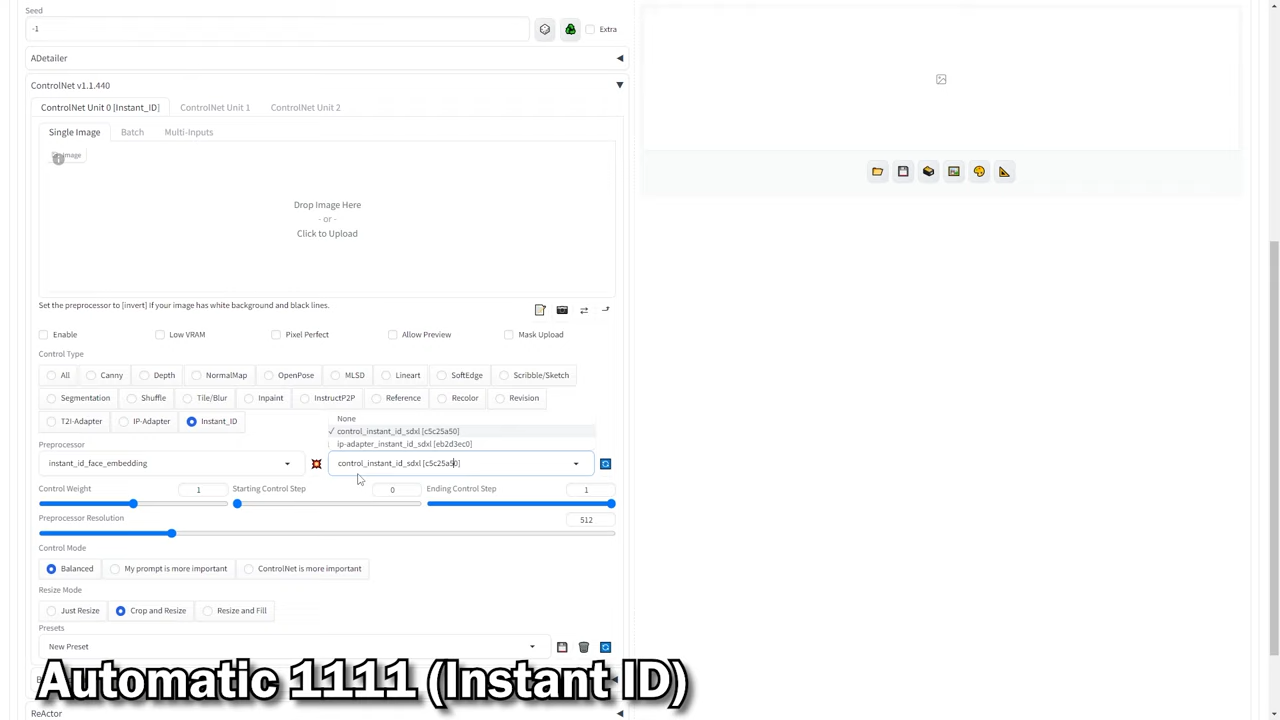 Seed
-1
Extra
ADetailer
ControlNet v1.1.440
ControlNet Unit 0 [Instant_ID]
ControlNet Unit 1
ControlNet Unit 2
Single Image
Batch
Multi-Inputs
Image
Drop Image Here
- or -
Click to Upload
Set the preprocessor to [invert] If your image has white background and black lines.
Enable
Low VRAM
Pixel Perfect
Allow Preview
Mask Upload
Control Type
All
Canny
Depth
NormalMap
OpenPose
MLSD
Lineart
SoftEdge
Scribble/Sketch
Segmentation
Shuffle
Tile/Blur
Inpaint
InstructP2P
Reference
Recolor
Revision
T2I-Adapter
IP-Adapter
Instant_ID
None
✓ control_instant_id_sdxl [c5c25a50]
ip-adapter_instant_id_sdxl [eb2d3ec0]
Preprocessor
instant_id_face_embedding
control_instant_id_sdxl [c5c25a50]
Control Weight
1
Starting Control Step
0
Ending Control Step
1
Preprocessor Resolution
512
Control Mode
Balanced
My prompt is more important
ControlNet is more important
Resize Mode
Just Resize
Crop and Resize
Resize and Fill
Presets
New Preset
Automatic 1111 (Instant ID)
ReActor